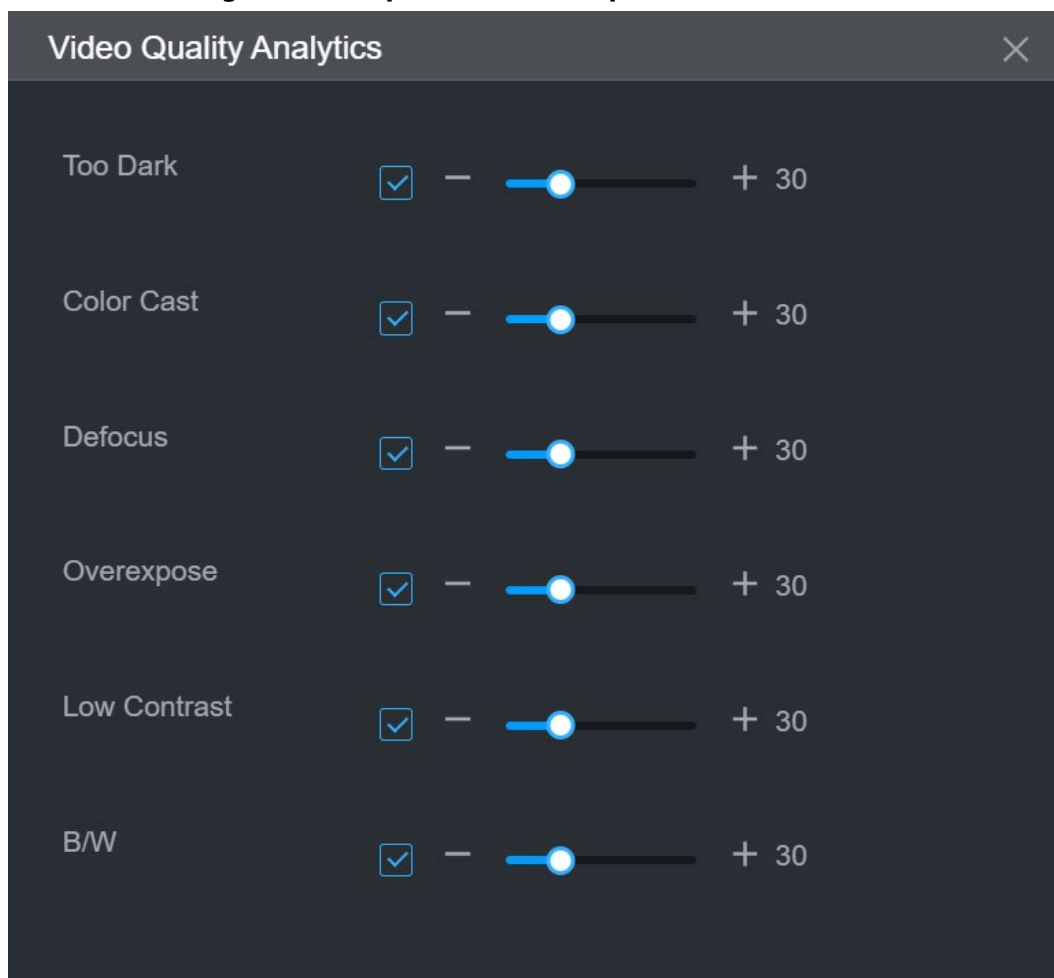 Video Quality Analytics
Too Dark − + 30
Color Cast − + 30
Defocus − + 30
Overexpose − + 30
Low Contrast − + 30
B/W − + 30